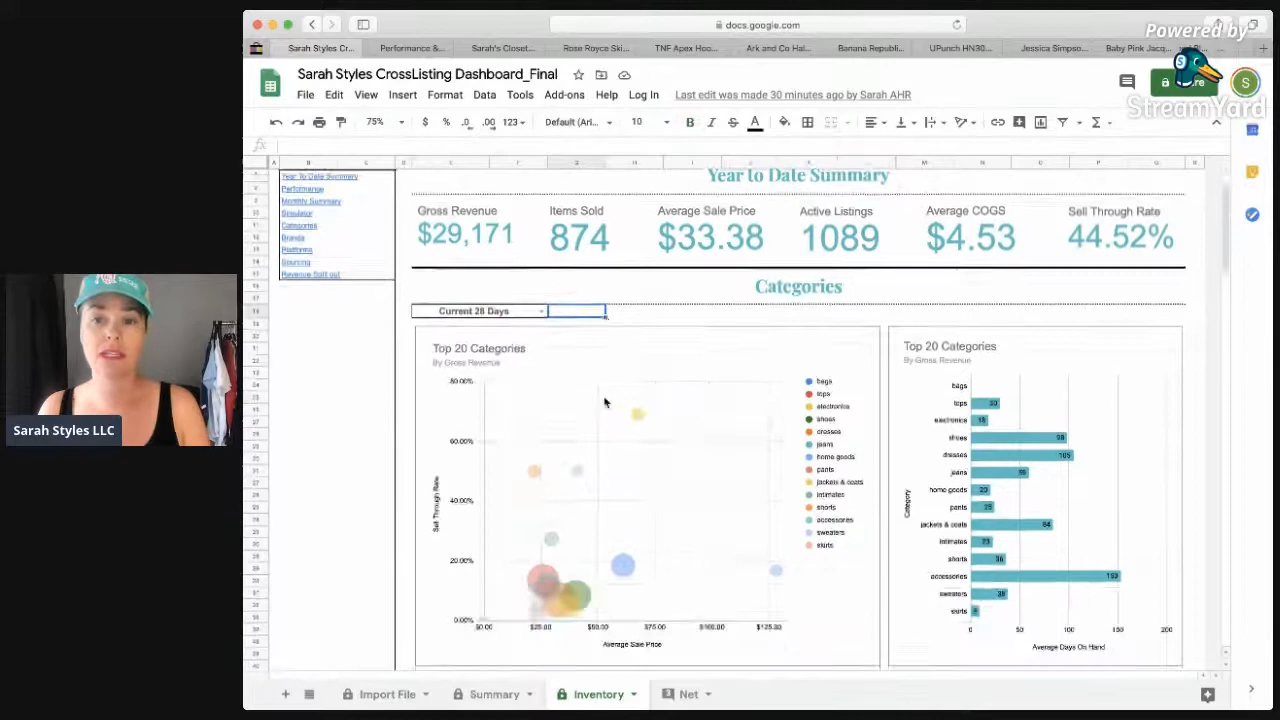 docs.google.com
Powered by
Sarah Styles Cr...
Performance &...
Sarah's Closet...
Rose Royce Ski...
TNF Apex Hoo...
Ark and Co Hal...
Banana Republi...
UPunch HN30...
Jessica Simpso...
Baby Pink Jacq...
Sarah Styles CrossListing Dashboard_Final
S
StreamYard
File Edit View Insert Format Data Tools Add-ons Help Log In Last edit was made 30 minutes ago by Sarah AHR
75% $ % .0 .00 123 Default (Ari... 10 B I S A
fx
Year To Date Summary
Performance
Monthly Summary
Simulator
Categories
Brands
Platforms
Sourcing
Revenue Sold out
Year to Date Summary
Gross Revenue Items Sold Average Sale Price Active Listings Average COGS Sell Through Rate
$29,171 874 $33.38 1089 $4.53 44.52%
Categories
Current 28 Days
Top 20 Categories
By Gross Revenue
80.00%
60.00%
40.00%
20.00%
0.00%
Sell Through Rate
$0.00 $25.00 $50.00 $75.00 $100.00 $125.00
Average Sale Price
bags
tops
electronics
shoes
dresses
jeans
home goods
pants
jackets & coats
intimates
shorts
accessories
sweaters
skirts
Top 20 Categories
By Gross Revenue
Category
bags
tops
electronics
shoes 98
dresses 105
jeans
home goods
pants
jackets & coats 84
intimates
shorts
accessories 153
sweaters
skirts
0 50 100 150 200
Average Days On Hand
Sarah Styles LLC
Import File
Summary
Inventory
Net